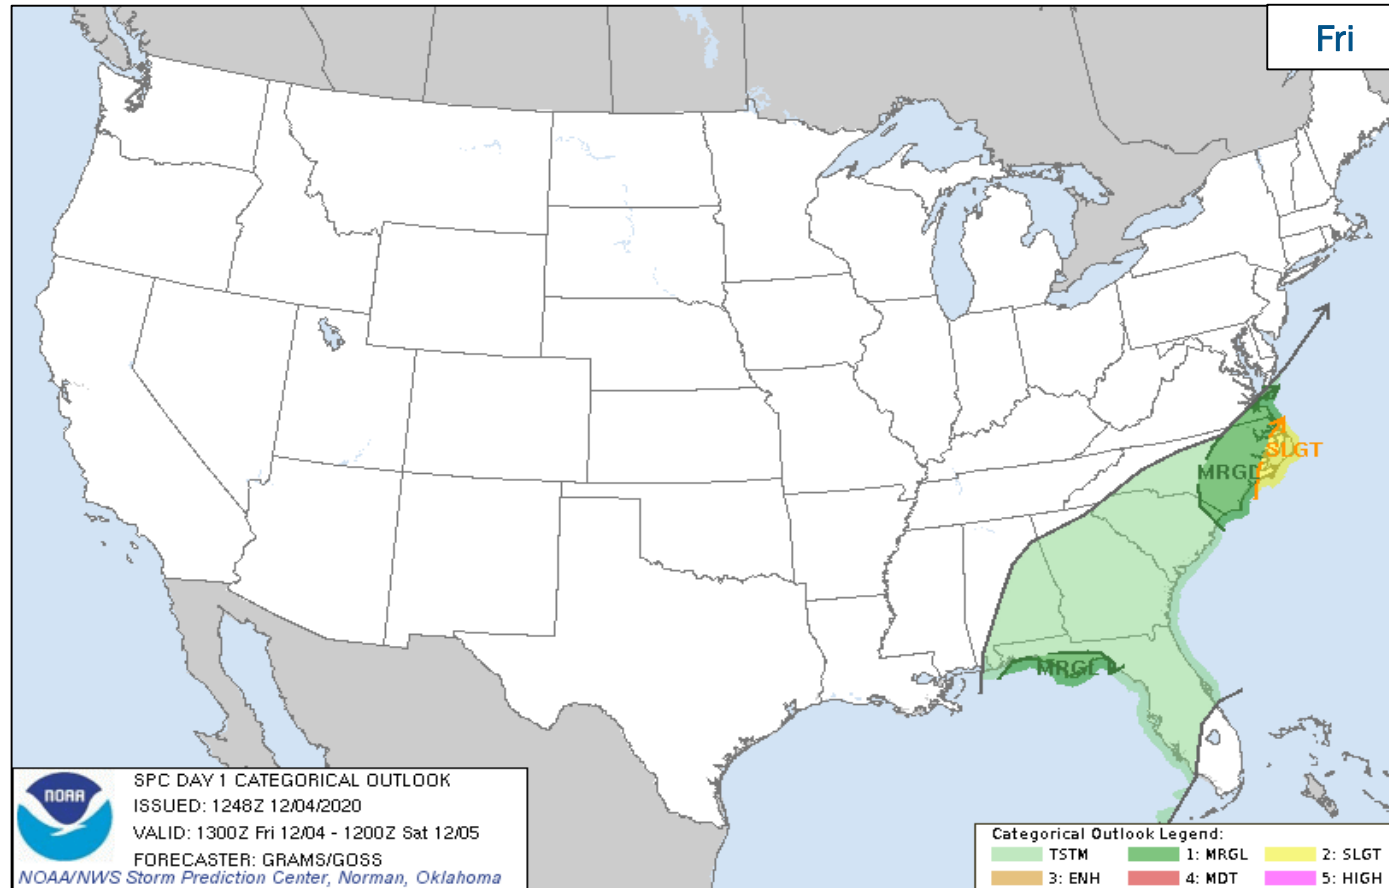 Fri
SLGT
MRGL
MRGL
SPC DAY 1 CATEGORICAL OUTLOOK
ISSUED: 1248Z 12/04/2020
VALID: 1300Z Fri 12/04 - 1200Z Sat 12/05
FORECASTER: GRAMS/GOSS
NOAA/NWS Storm Prediction Center, Norman, Oklahoma
NOAA
Categorical Outlook Legend:
TSTM 1: MRGL 2: SLGT
3: ENH 4: MDT 5: HIGH